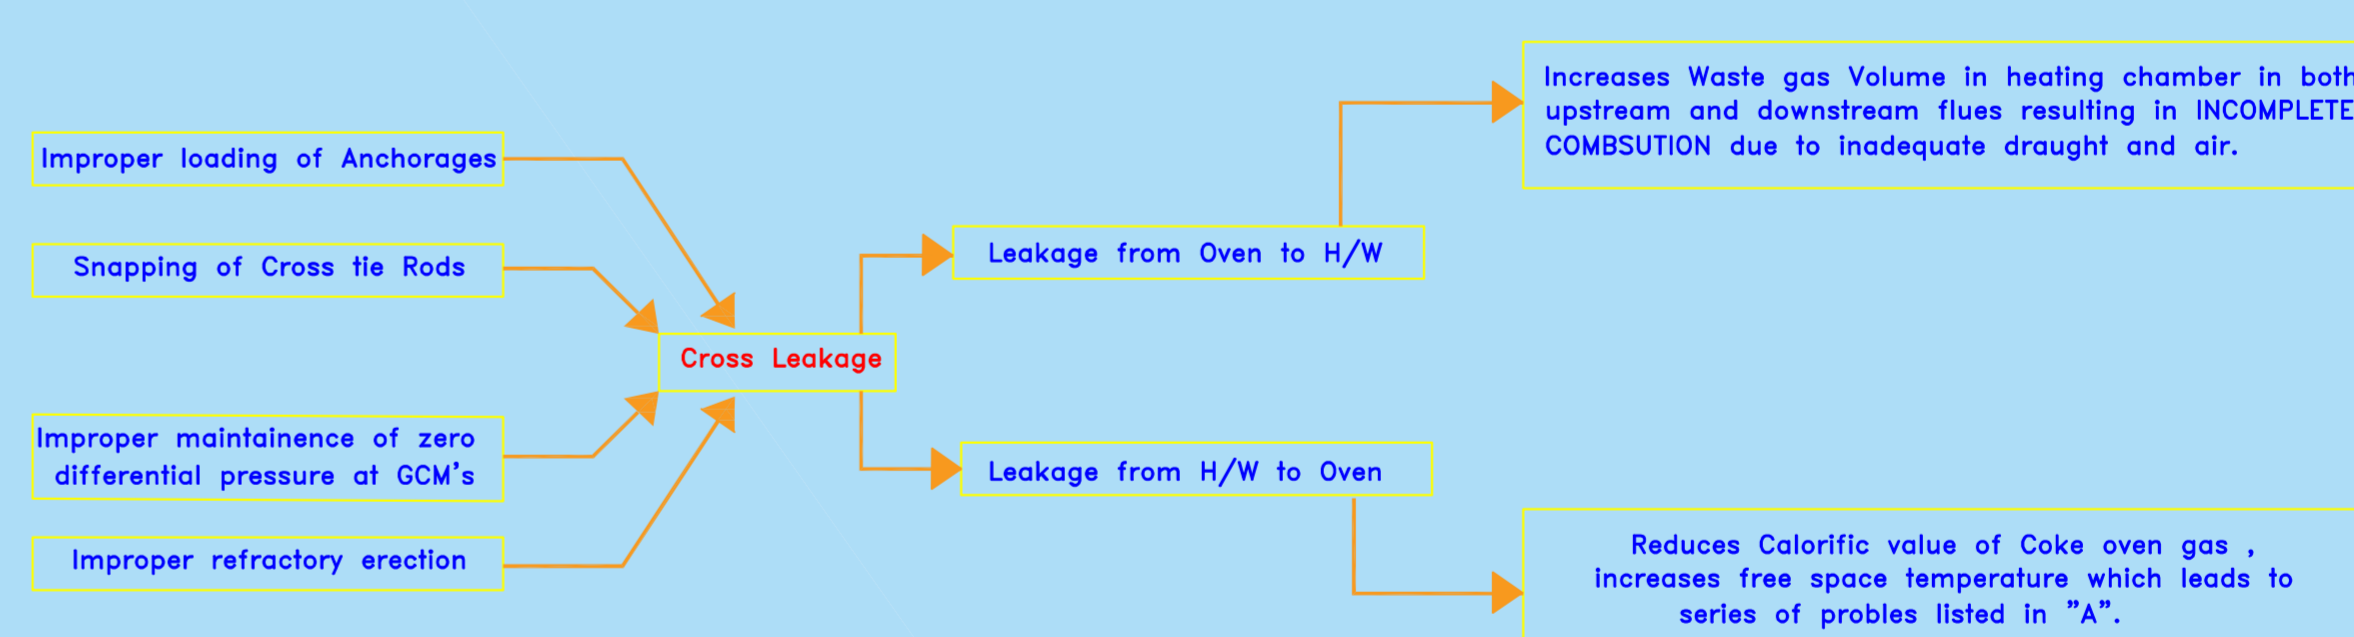 Increases Waste gas Volume in heating chamber in both
upstream and downstream flues resulting in INCOMPLETE
COMBSUTION due to inadequate draught and air.
Improper loading of Anchorages
Snapping of Cross tie Rods
Leakage from Oven to H/W
Cross Leakage
Improper maintainence of zero
differential pressure at GCM's
Leakage from H/W to Oven
Improper refractory erection
Reduces Calorific value of Coke oven gas ,
increases free space temperature which leads to
series of probles listed in "A".